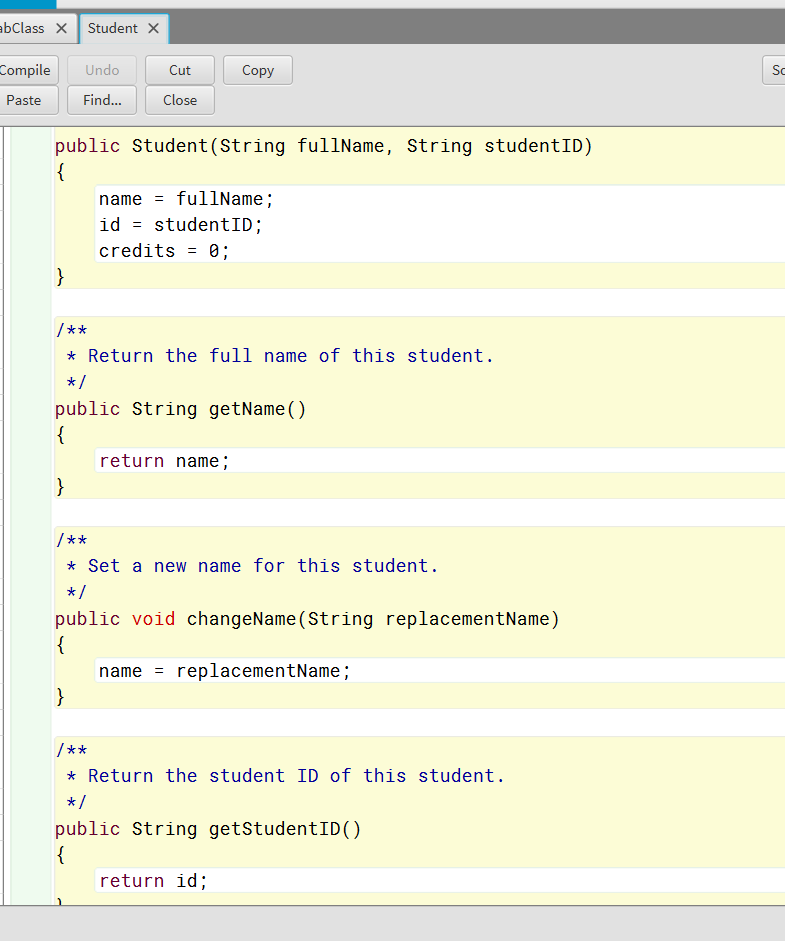 abClass ✕ Student ✕
Compile Undo Cut Copy
Paste Find... Close
public Student(String fullName, String studentID)
{
    name = fullName;
    id = studentID;
    credits = 0;
}
/**
 * Return the full name of this student.
 */
public String getName()
{
    return name;
}
/**
 * Set a new name for this student.
 */
public void changeName(String replacementName)
{
    name = replacementName;
}
/**
 * Return the student ID of this student.
 */
public String getStudentID()
{
    return id;
}